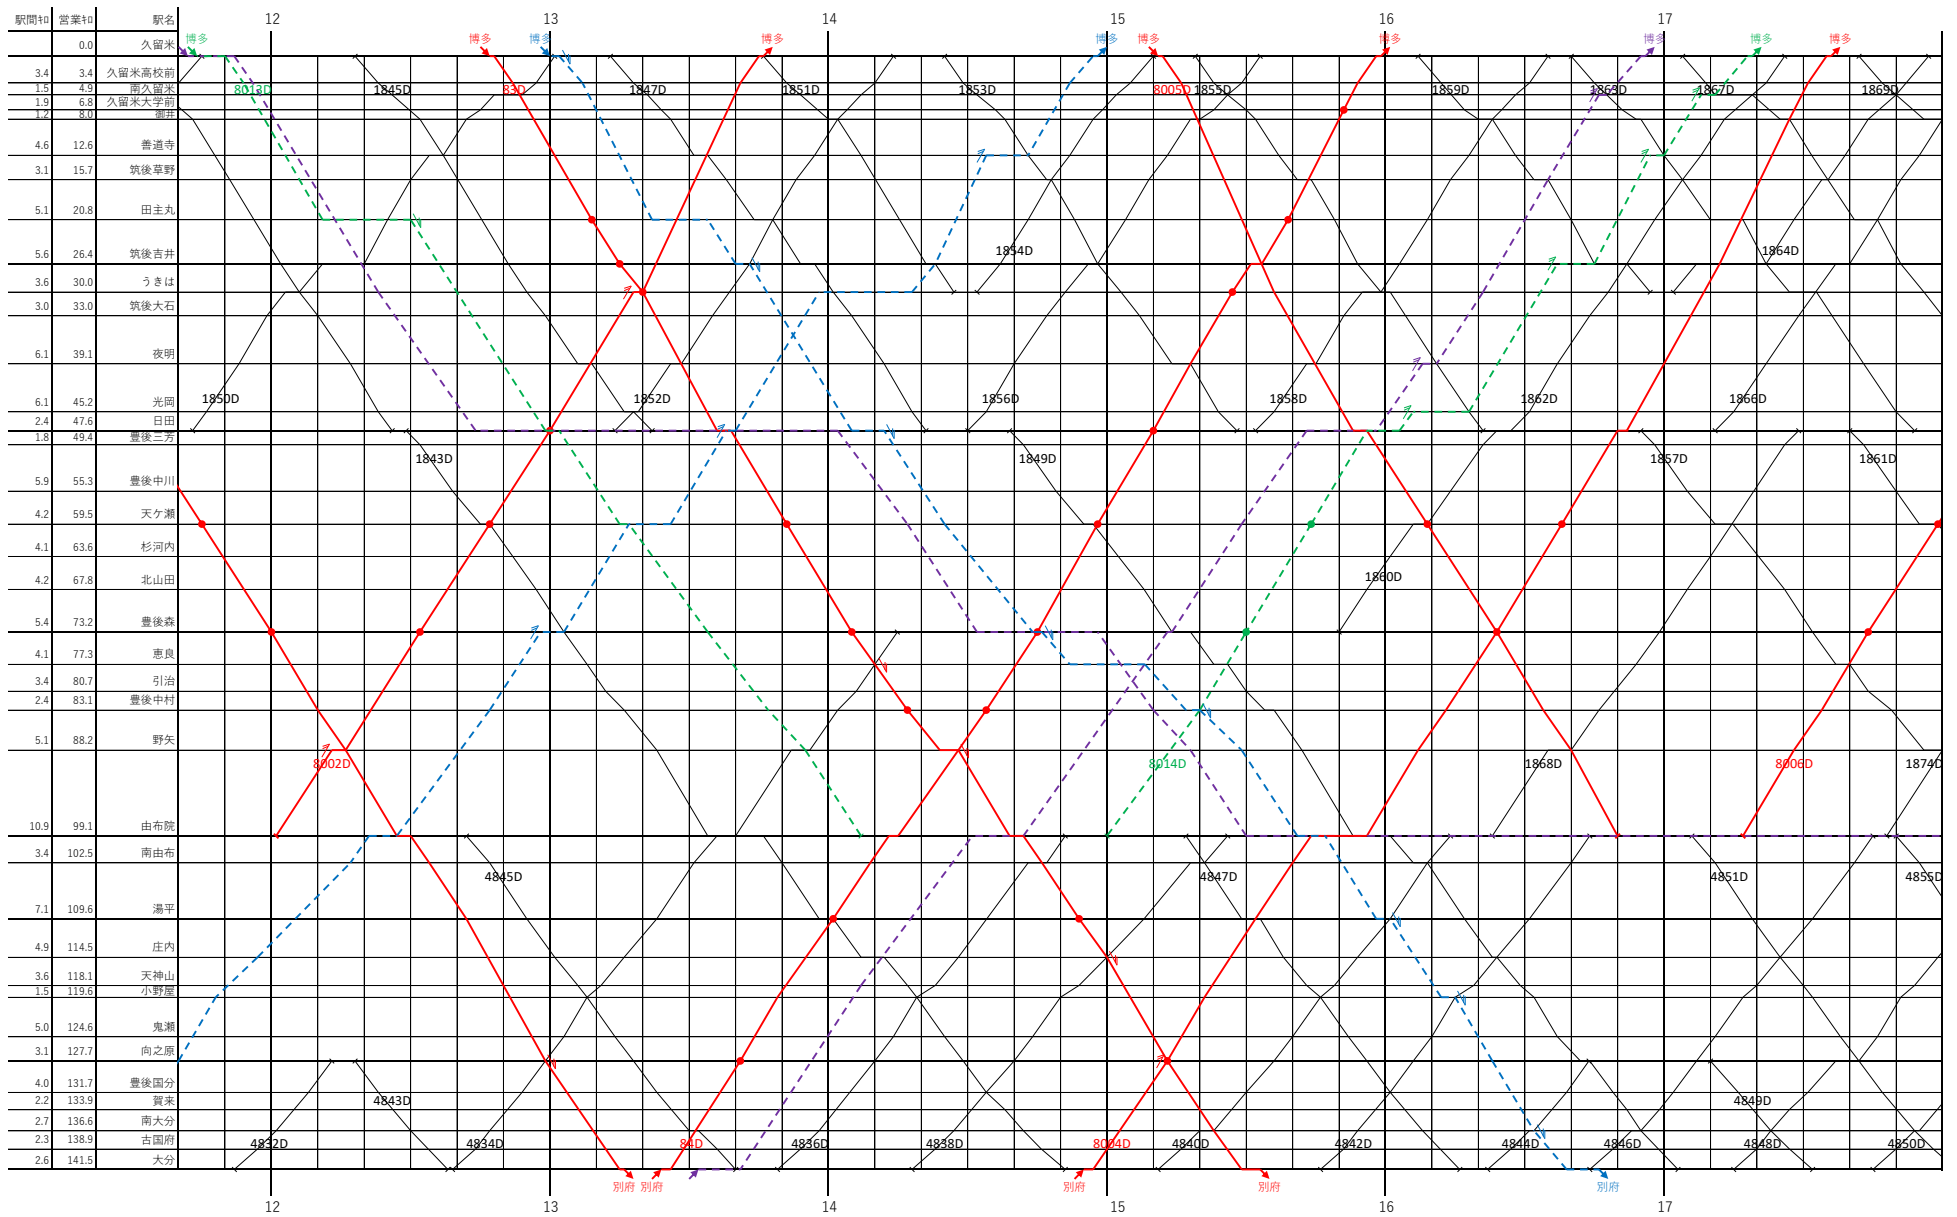 駅間ｷﾛ 営業ｷﾛ 駅名 12 13 14 15 16 17
博多 博多 博多 博多 博多 博多 博多 博多 博多 博多
0.0 久留米
3.4 3.4 久留米高校前
1.5 4.9 南久留米
8013D 1845D 83D 1847D 1851D 1853D 8005D 1855D 1859D 1863D 1867D 1869D
1.9 6.8 久留米大学前
1.2 8.0 御井
4.6 12.6 善道寺
3.1 15.7 筑後草野
5.1 20.8 田主丸
1854D 1864D
5.6 26.4 筑後吉井
3.6 30.0 うきは
3.0 33.0 筑後大石
6.1 39.1 夜明
1850D 1852D 1856D 1858D 1862D 1866D
6.1 45.2 光岡
2.4 47.6 日田
1.8 49.4 豊後三芳
1843D 1849D 1857D 1861D
5.9 55.3 豊後中川
4.2 59.5 天ケ瀬
4.1 63.6 杉河内
1860D
4.2 67.8 北山田
5.4 73.2 豊後森
4.1 77.3 恵良
3.4 80.7 引治
2.4 83.1 豊後中村
5.1 88.2 野矢
8002D 8014D 1868D 8006D 1874D
10.9 99.1 由布院
3.4 102.5 南由布
4845D 4847D 4851D 4855D
7.1 109.6 湯平
4.9 114.5 庄内
3.6 118.1 天神山
1.5 119.6 小野屋
5.0 124.6 鬼瀬
3.1 127.7 向之原
4.0 131.7 豊後国分
2.2 133.9 賀来
4843D 4849D
2.7 136.6 南大分
2.3 138.9 古国府
4832D 4834D 84D 4836D 4838D 8004D 4840D 4842D 4844D 4846D 4848D 4850D
2.6 141.5 大分
別府 別府 別府 別府 別府
12 13 14 15 16 17